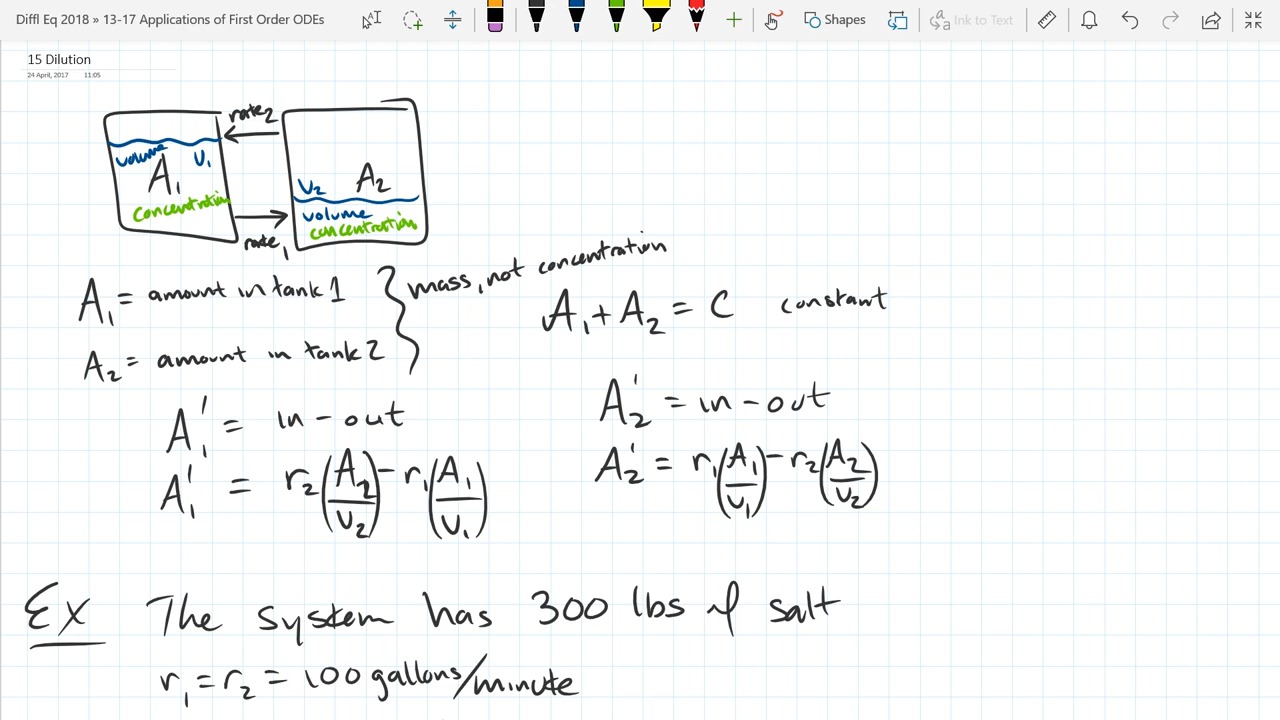 Diffl Eq 2018 » 13-17 Applications of First Order ODEs
Shapes
Ink to Text
15 Dilution
24 April, 2017 11:05
rate2
volume V₁
A₁
concentration
V₂ A₂
volume
concentration
rate₁
A₁ = amount in tank 1
A₂ = amount in tank 2
mass, not concentration
A₁ + A₂ = C constant
A₁' = in - out
A₂' = in - out
A₁' = r₂(A₂/V₂) - r₁(A₁/V₁)
A₂' = r₁(A₁/V₁) - r₂(A₂/V₂)
Ex The system has 300 lbs of salt
r₁ = r₂ = 100 gallons/minute